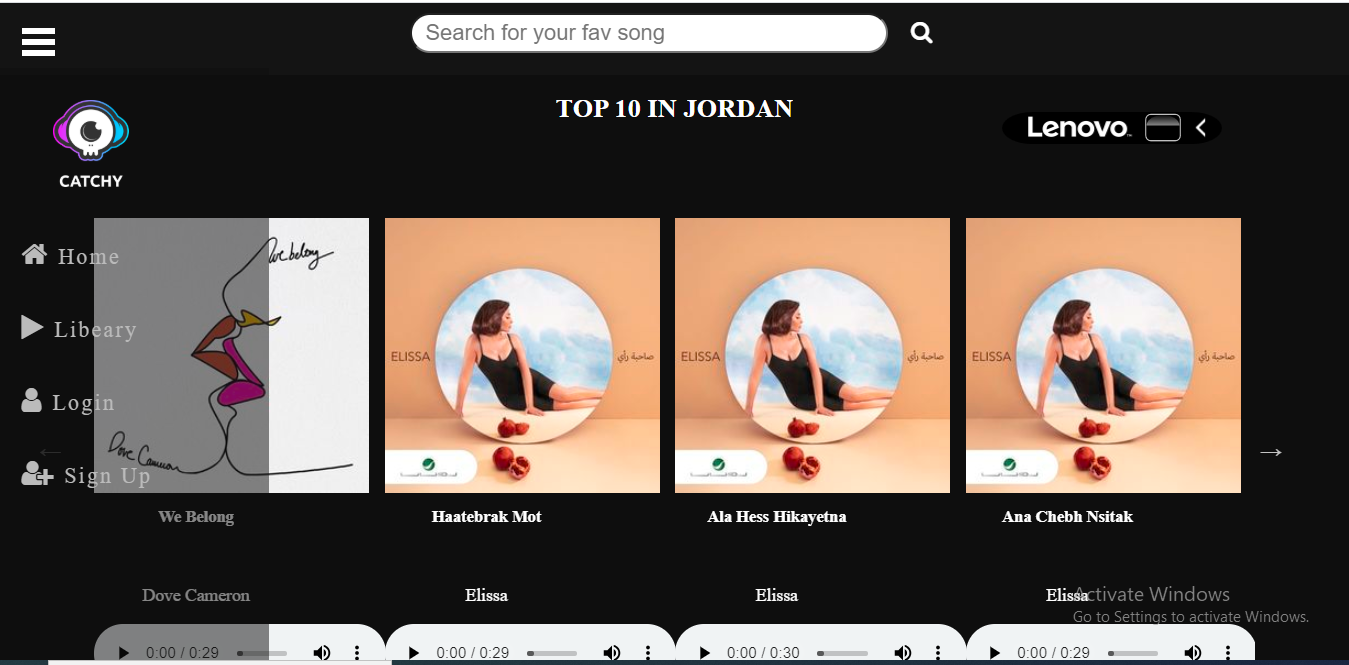 Search for your fav song
TOP 10 IN JORDAN
Lenovo
CATCHY
Home
Libeary
Login
Sign Up
We belong
Dove Cameron
ELISSA
صاحبة رأي
ELISSA
صاحبة رأي
ELISSA
صاحبة رأي
We Belong
Haatebrak Mot
Ala Hess Hikayetna
Ana Chebh Nsitak
Dove Cameron
Elissa
Elissa
Elissa
Activate Windows
Go to Settings to activate Windows.
0:00 / 0:29
0:00 / 0:29
0:00 / 0:30
0:00 / 0:29